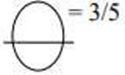 = 3/5